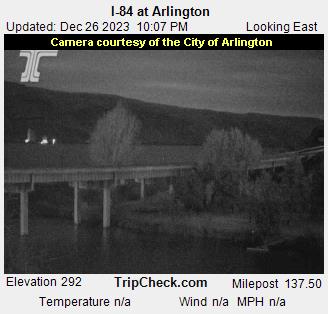 I-84 at Arlington
Updated: Dec 26 2023 10:07 PM Looking East
Camera courtesy of the City of Arlington
Elevation 292 TripCheck.com Milepost 137.50
Temperature n/a Wind n/a MPH n/a